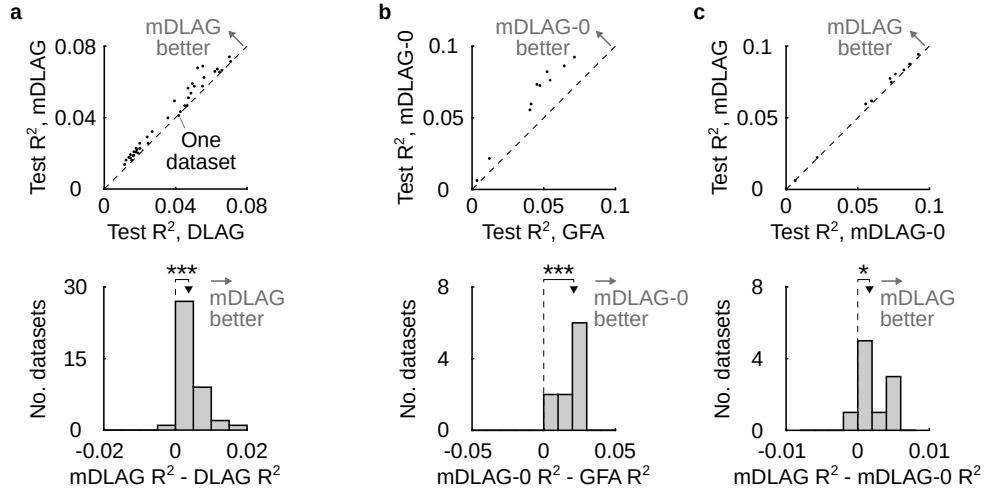 a
mDLAG
better
0.08
0.04
0
Test R², mDLAG
One
dataset
0
0.04
0.08
Test R², DLAG
***
mDLAG
better
30
15
0
No. datasets
-0.02
0
0.02
mDLAG R² - DLAG R²
b
mDLAG-0
better
0.1
0.05
0
Test R², mDLAG-0
0
0.05
0.1
Test R², GFA
***
mDLAG-0
better
8
4
0
No. datasets
-0.05
0
0.05
mDLAG-0 R² - GFA R²
c
mDLAG
better
0.1
0.05
0
Test R², mDLAG
0
0.05
0.1
Test R², mDLAG-0
*
mDLAG
better
8
4
0
No. datasets
-0.01
0
0.01
mDLAG R² - mDLAG-0 R²